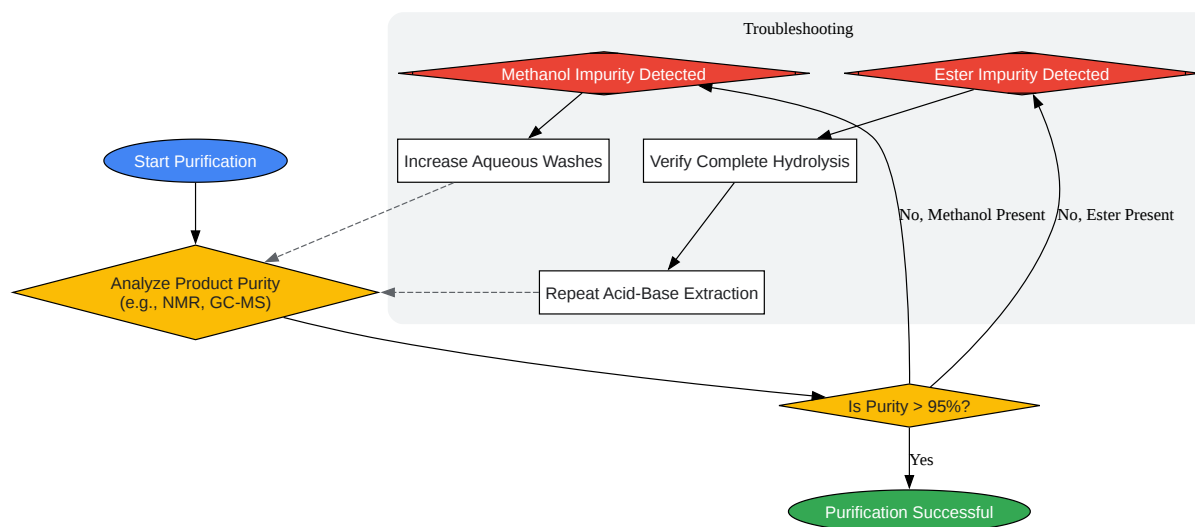 Troubleshooting
Methanol Impurity Detected
Ester Impurity Detected
Start Purification
Increase Aqueous Washes
Verify Complete Hydrolysis
No, Methanol Present
No, Ester Present
Analyze Product Purity
(e.g., NMR, GC-MS)
Repeat Acid-Base Extraction
Is Purity > 95%?
Yes
Purification Successful